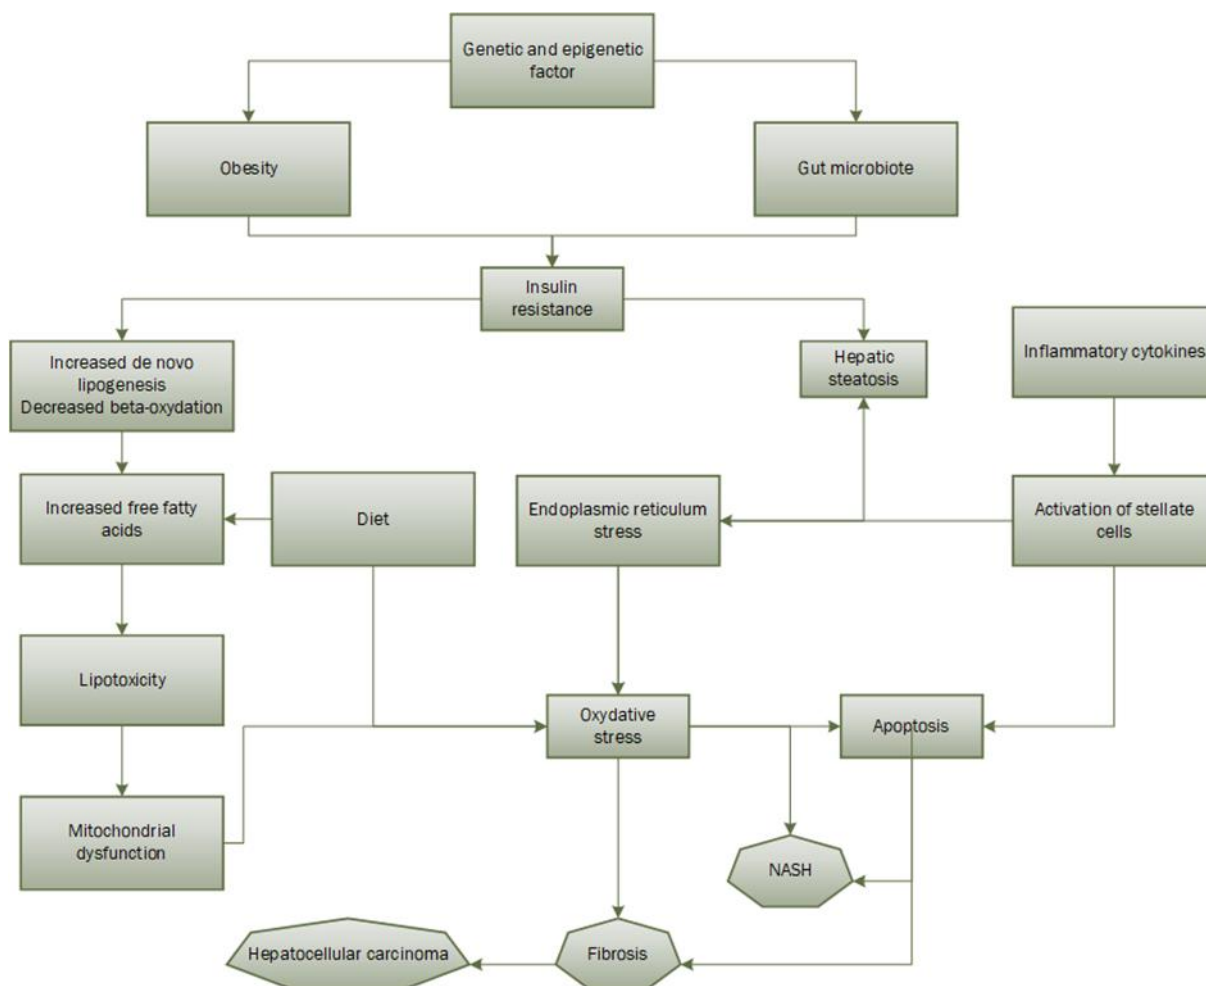 Genetic and epigenetic
factor
Obesity
Gut microbiote
Insulin
resistance
Increased de novo
lipogenesis
Decreased beta-oxydation
Hepatic
steatosis
Inflammatory cytokines
Increased free fatty
acids
Diet
Endoplasmic reticulum
stress
Activation of stellate
cells
Lipotoxicity
Oxydative
stress
Apoptosis
Mitochondrial
dysfunction
NASH
Hepatocellular carcinoma
Fibrosis